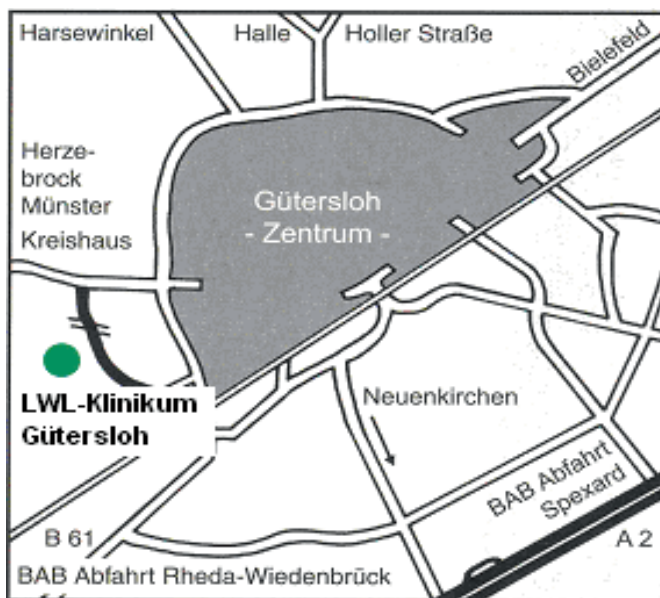 Harsewinkel
Halle
Holler Straße
Bielefeld
Herze-
brock
Münster
Kreishaus
Gütersloh
- Zentrum -
LWL-Klinikum
Gütersloh
Neuenkirchen
BAB Abfahrt
Spexard
B 61
A 2
BAB Abfahrt Rheda-Wiedenbrück